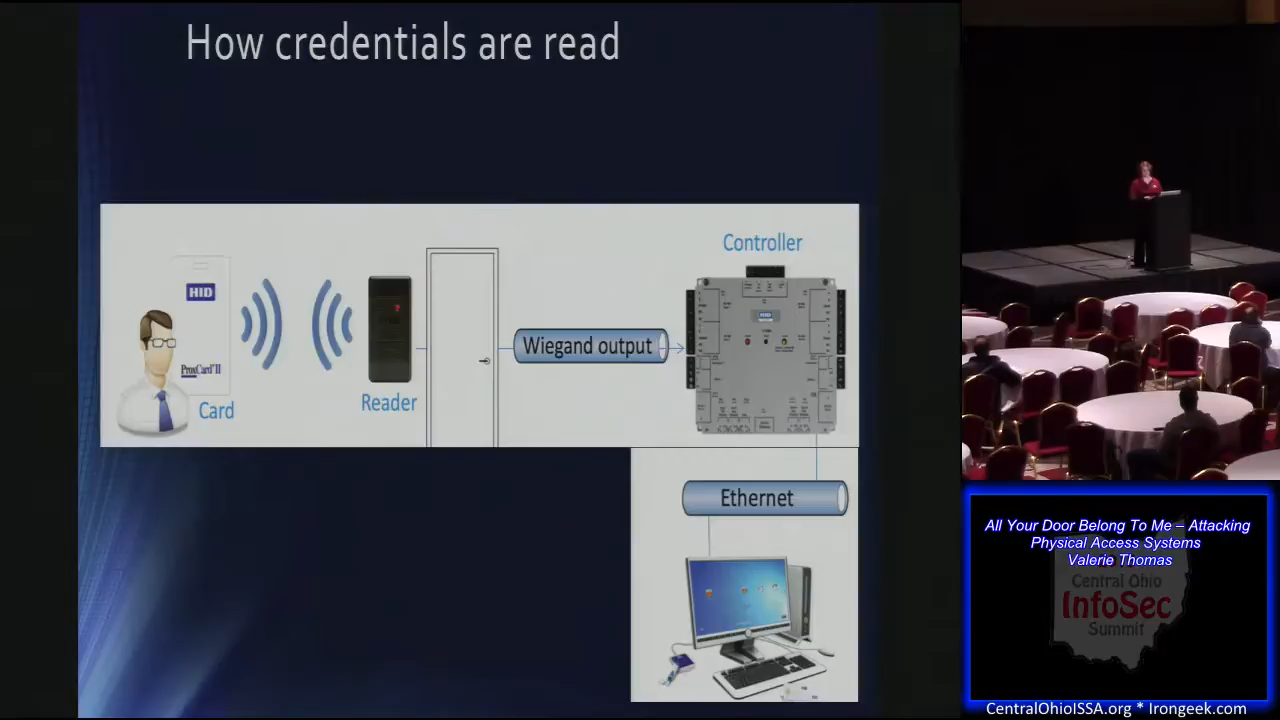 How credentials are read
HID
ProxCard II
Card
Reader
Wiegand output
Controller
HID
Ethernet
All Your Door Belong To Me – Attacking
Physical Access Systems
Valerie Thomas
Central Ohio
InfoSec
Summit
CentralOhioISSA.org * Irongeek.com